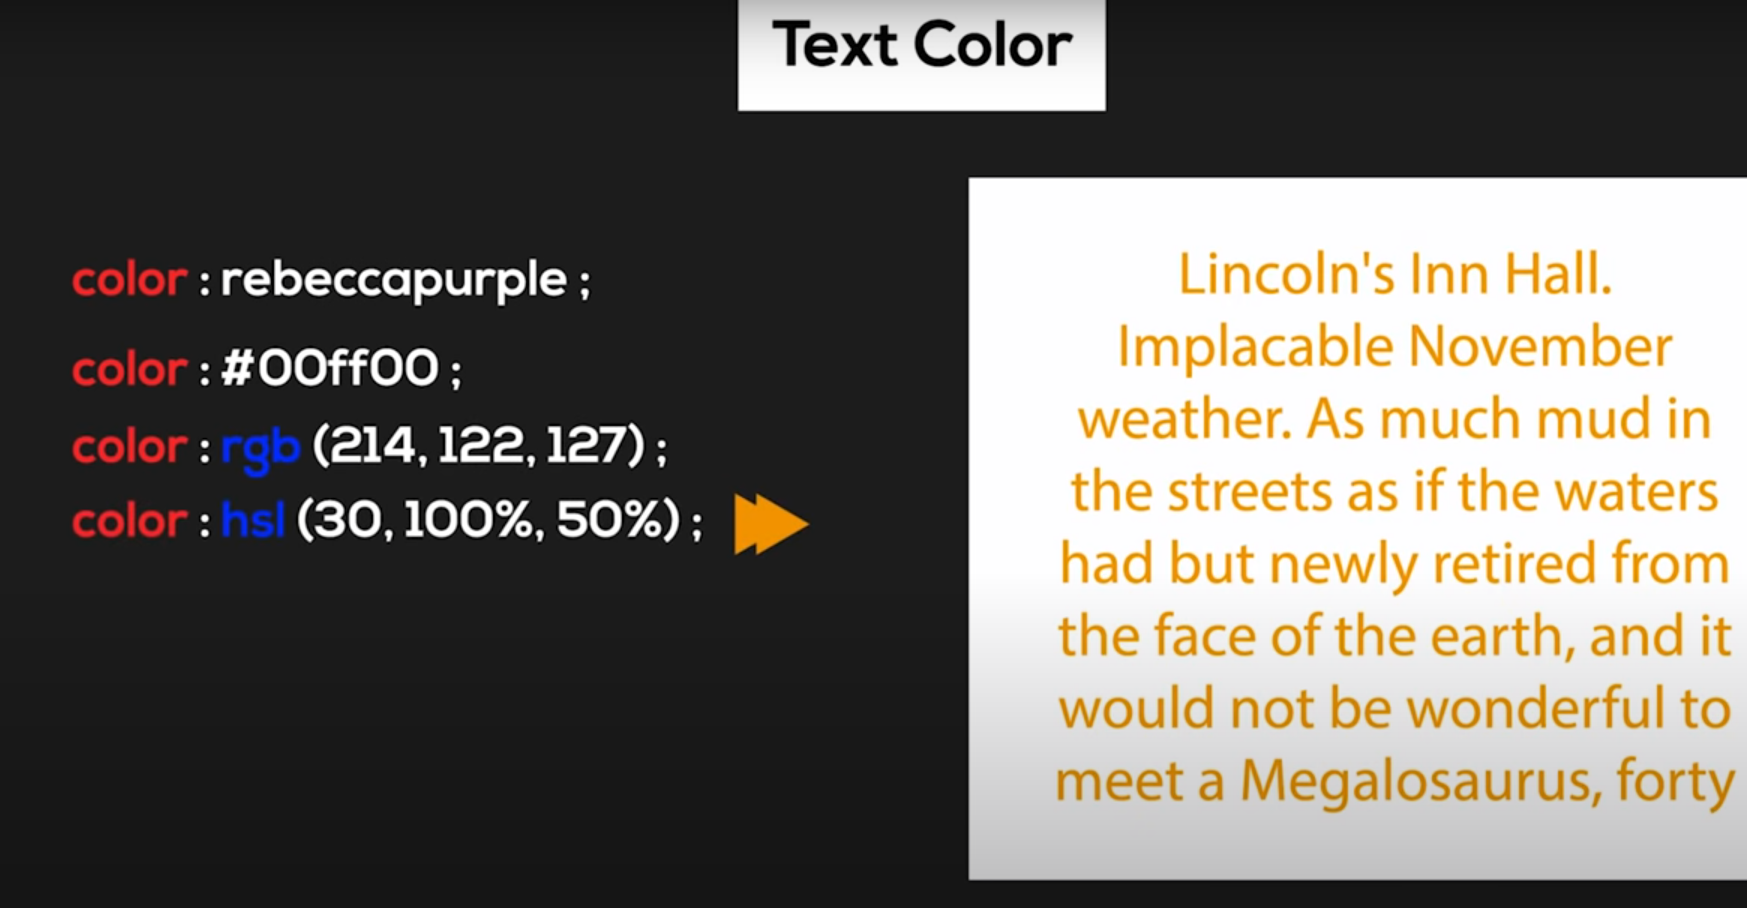 Text Color
color : rebeccapurple ;
color : #00ff00 ;
color : rgb (214, 122, 127) ;
color : hsl (30, 100%, 50%) ;
Lincoln's Inn Hall.
Implacable November
weather. As much mud in
the streets as if the waters
had but newly retired from
the face of the earth, and it
would not be wonderful to
meet a Megalosaurus, forty